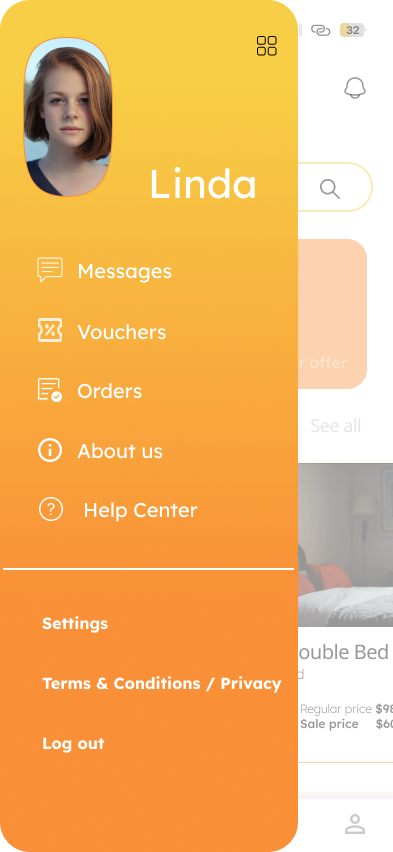 32
Linda
Messages
r offer
Vouchers
Orders
See all
About us
Help Center
Settings
ouble Bed
d
Terms & Conditions / Privacy
Regular price $98
Sale price $60
Log out